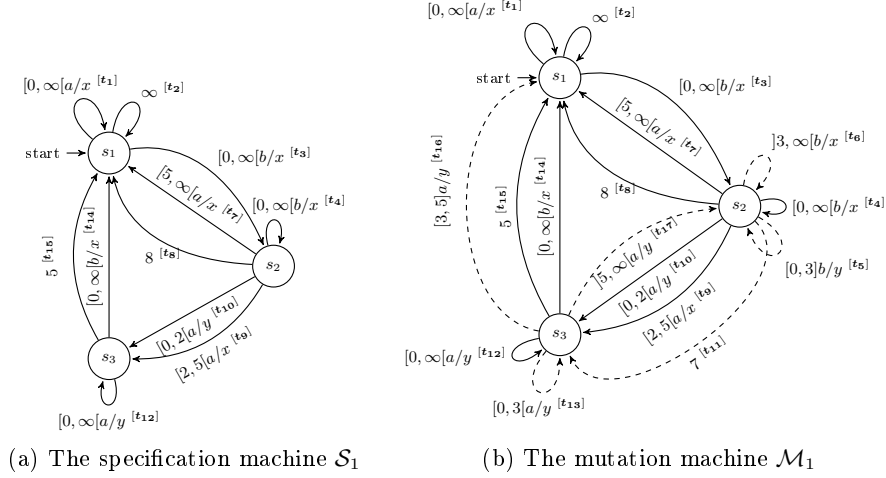 [0, ∞[a/x [t₁]
∞ [t₂]
start
s₁
[0, ∞[b/x [t₃]
[5, ∞[a/x [t₇]
[0, ∞[b/x [t₄]
s₂
8 [t₈]
5 [t₁₅]
[0, ∞[b/x [t₁₄]
[0, 2[a/y [t₁₀]
[2, 5[a/x [t₉]
s₃
[0, ∞[a/y [t₁₂]
(a) The specification machine 𝒮₁
[0, ∞[a/x [t₁]
∞ [t₂]
start
s₁
[0, ∞[b/x [t₃]
[5, ∞[a/x [t₇]
]3, ∞[b/x [t₆]
8 [t₈]
s₂
[0, ∞[b/x [t₄]
[3, 5]a/y [t₁₆]
5 [t₁₅]
[0, ∞[b/x [t₁₄]
]5, ∞[a/y [t₁₇]
[0, 3]b/y [t₅]
[0, 2[a/y [t₁₀]
[2, 5[a/x [t₉]
7 [t₁₁]
s₃
[0, ∞[a/y [t₁₂]
[0, 3[a/y [t₁₃]
(b) The mutation machine ℳ₁